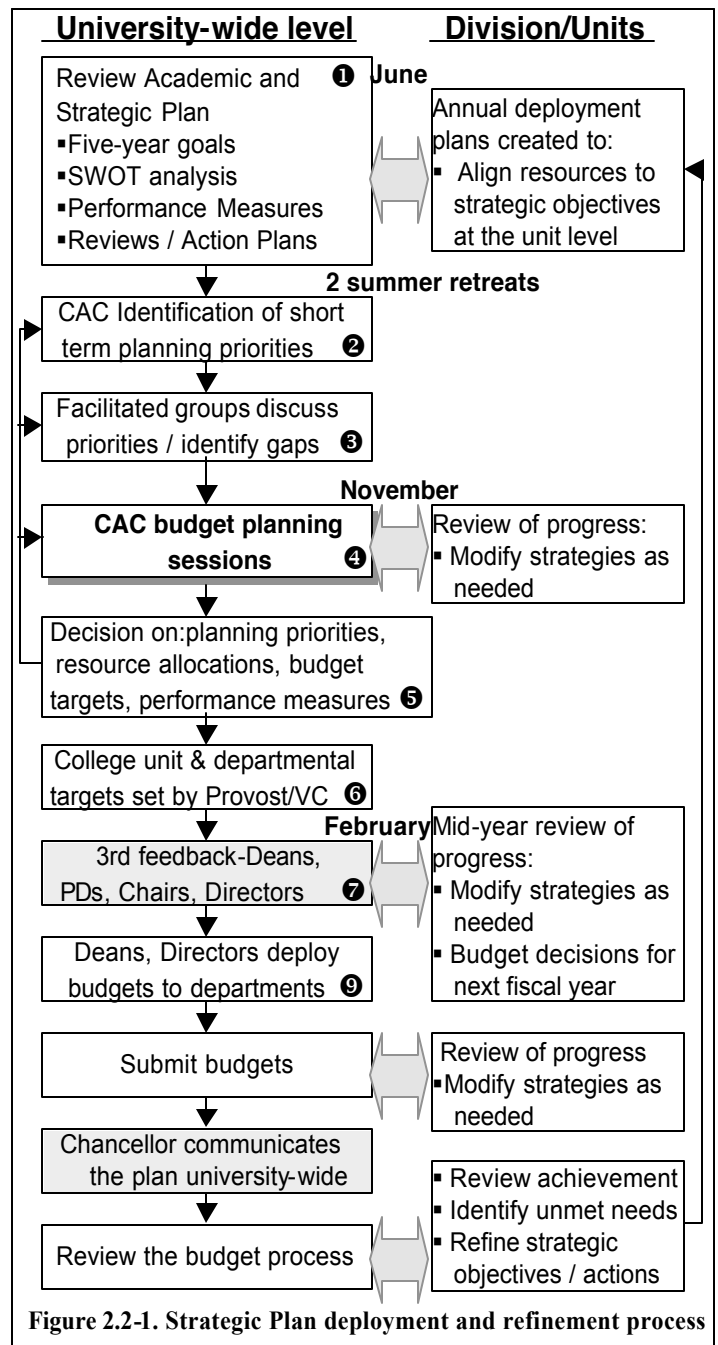 University-wide level
Division/Units
Review Academic and ❶
Strategic Plan
▪Five-year goals
▪SWOT analysis
▪Performance Measures
▪Reviews / Action Plans
June
Annual deployment
plans created to:
▪ Align resources to
strategic objectives
at the unit level
2 summer retreats
CAC Identification of short
term planning priorities ❷
Facilitated groups discuss
priorities / identify gaps ❸
November
CAC budget planning
sessions ❹
Review of progress:
▪ Modify strategies as
needed
Decision on:planning priorities,
resource allocations, budget
targets, performance measures ❺
College unit & departmental
targets set by Provost/VC ❻
February
3rd feedback-Deans,
PDs, Chairs, Directors ❼
Mid-year review of
progress:
▪ Modify strategies as
needed
▪ Budget decisions for
next fiscal year
Deans, Directors deploy
budgets to departments ❾
Submit budgets
Review of progress
▪Modify strategies as
needed
Chancellor communicates
the plan university-wide
Review the budget process
▪ Review achievement
▪ Identify unmet needs
▪ Refine strategic
objectives / actions
Figure 2.2-1. Strategic Plan deployment and refinement process